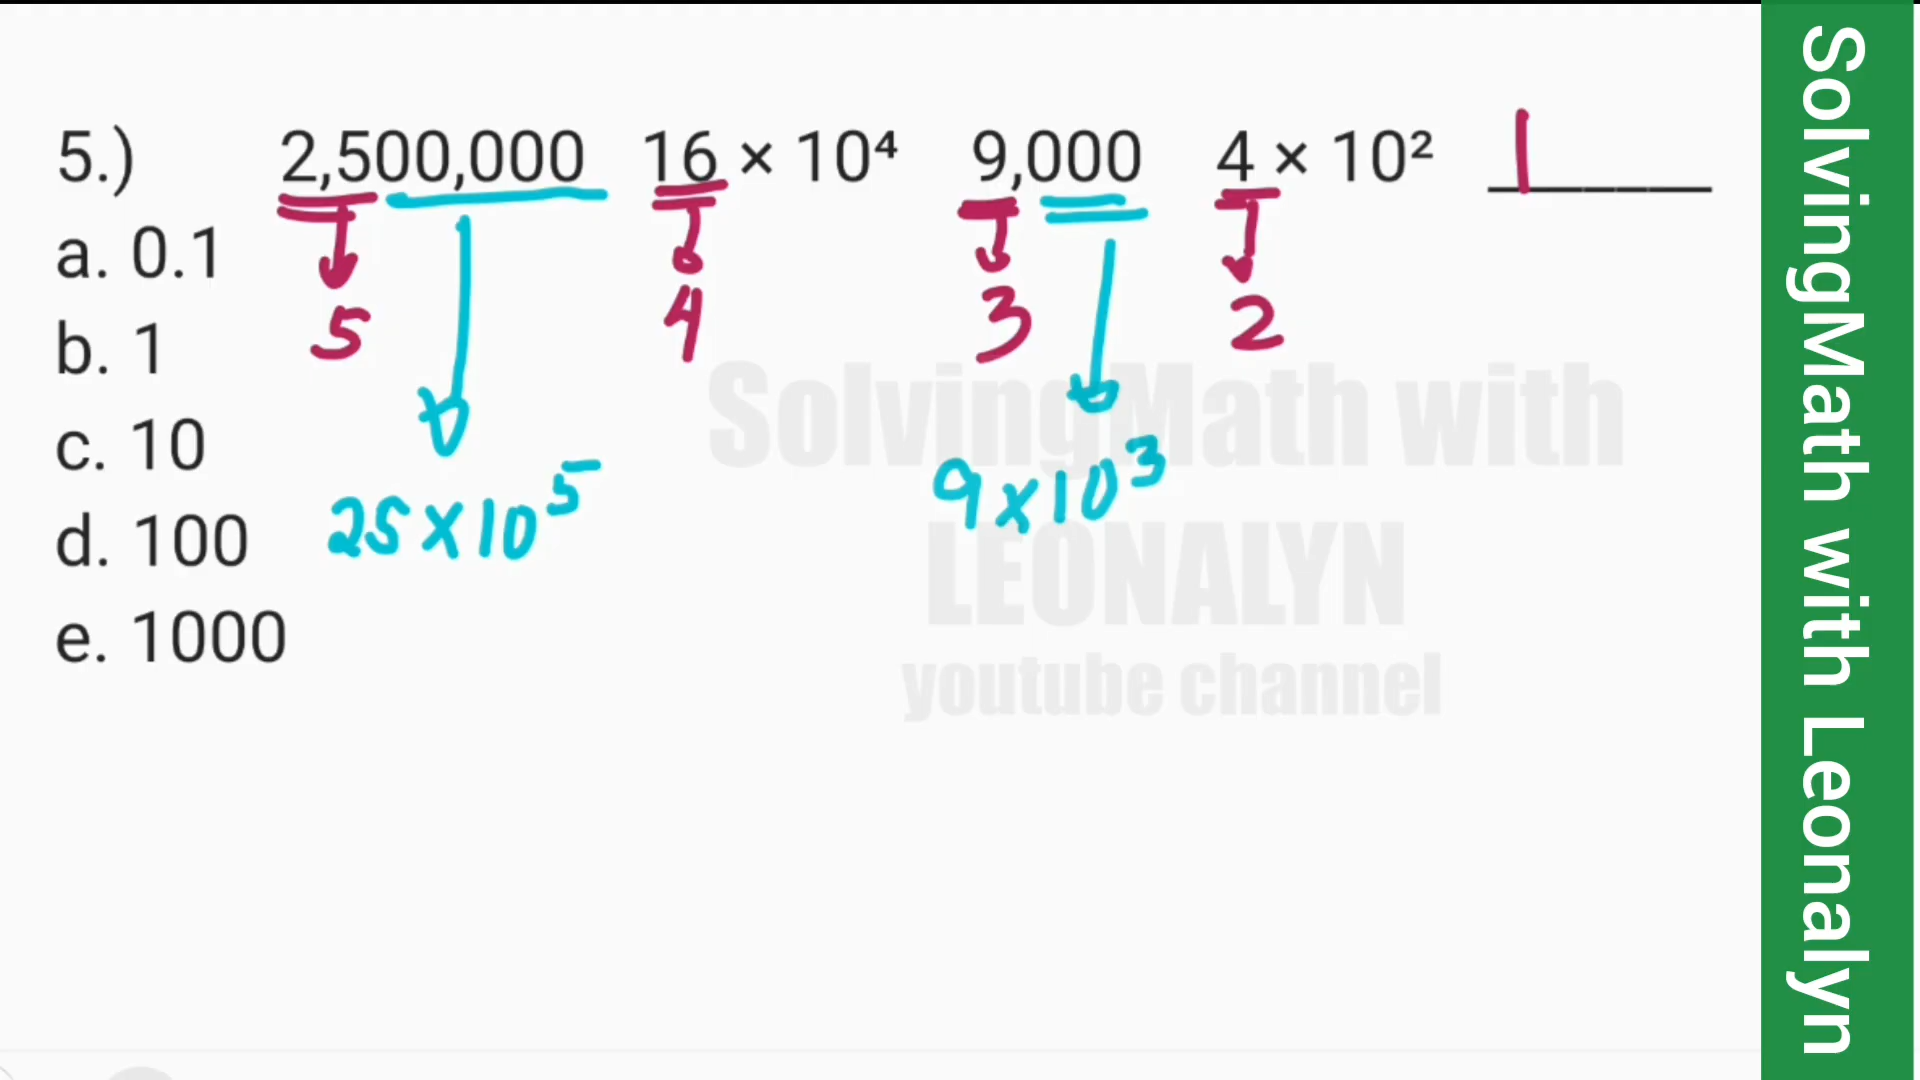 5.) 2,500,000 16 × 10⁴ 9,000 4 × 10² 1
a. 0.1
5 4 3 2
b. 1
c. 10
25 x 10⁵ 9 x 10³
d. 100
e. 1000
SolvingMath with
LEONALYN
youtube channel
SolvingMath with Leonalyn